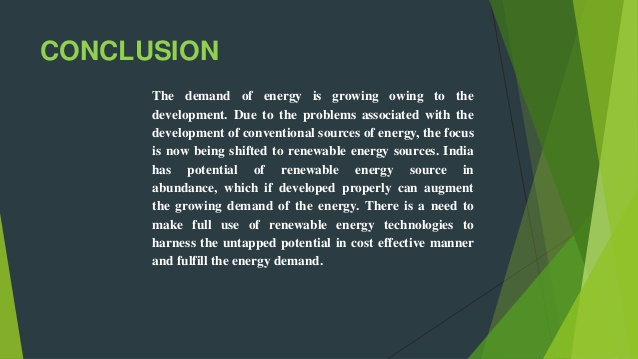 CONCLUSION
The demand of energy is growing owing to the
development. Due to the problems associated with the
development of conventional sources of energy, the focus
is now being shifted to renewable energy sources. India
has potential of renewable energy source in
abundance, which if developed properly can augment
the growing demand of the energy. There is a need to
make full use of renewable energy technologies to
harness the untapped potential in cost effective manner
and fulfill the energy demand.